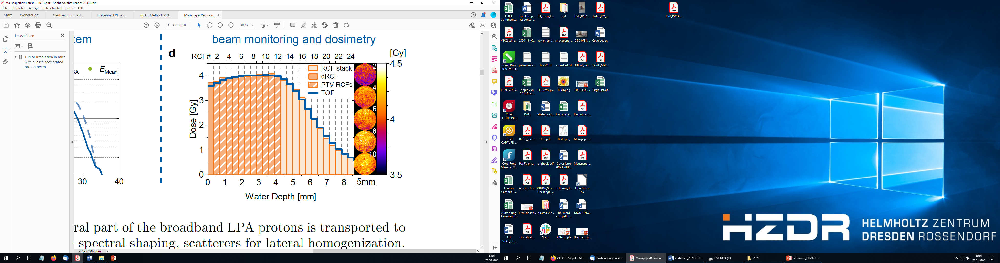 MauspaperRevision2021-10-21.pdf - Adobe Acrobat Reader DC (32-bit)
Datei Bearbeiten Anzeige Unterschreiben Fenster Hilfe
Start Werkzeuge Gauthier_PPCF_20... mcilvenny_PRL_acc... gCAL_Method_v10... MauspaperRevision...
3 (3 von 13) 400%
Lesezeichen
Tumor irradiation in mice
with a laser-accelerated
proton beam
tem
SA EMean
30 40
beam monitoring and dosimetry
d
RCF# 2 4 6 8 10 12 14 16 18 20 22 24
[Gy]
RCF stack
dRCF
PTV RCFs
TOF
Dose [Gy]
4
3
2
1
0
0 1 2 3 4 5 6 7 8
Water Depth [mm]
2
4
6
8
10
5mm
4.5
4
3.5
ral part of the broadband LPA protons is transported to
spectral shaping, scatterers for lateral homogenization.
215,9 x 279,4 mm
10:04
21.10.2021
HIBEF
Compleme...
Point-to-p...
response_...
TO_Theo_C...
test
DSC_0732....
Tydex_PM_...
PRX_PWFA...
MPQSteine...
2020-11-09...
rev_plrep.txt
shockpaper...
DSC_0731....
CoverLetter...
CorelDRAW
2020 (64-Bit)
personenlis...
bock2.txt
coverkarl.txt
HUK24_Rec...
gCAL_Met...
LUXE_CDR...
Kopie von
DALI_Plan...
H2_MVA_p...
Bild1.png
20210616_...
Targ5_list.xlsx
Corel
PHOTO-PAI...
DALI
Strategy_v0...
Helferliste....
Response_t...
Corel
CAPTURE ...
thesis_joao...
test.pdf
Bild2.png
Mauspaper...
Corel Font
Manager 2...
PWFA_plas...
prlshock.pdf
Cover letter
PRLv3_AIUS...
Mauspaper...
Lenovo
Campus P...
Arbeitgeber...
210316_Sus...
Challenge_...
betatron_d...
LibreOffice
7.0
Aufstellung
Personen u...
FWK_finanz...
plasma_cle...
100-word
compellin...
MOU_HZD...
ELI
ISTAC_Ge...
diss_ehret....
Slack
kütest.pptx
Dresden_su...
HZDR
HELMHOLTZ ZENTRUM
DRESDEN ROSSENDORF
2110.01257.pdf - M... Posteingang - u.sc... MauspaperRevision... vorhaben_20211019... USB DISK (L:) 2021 Schramm_ELI2021....
10:04
21.10.2021